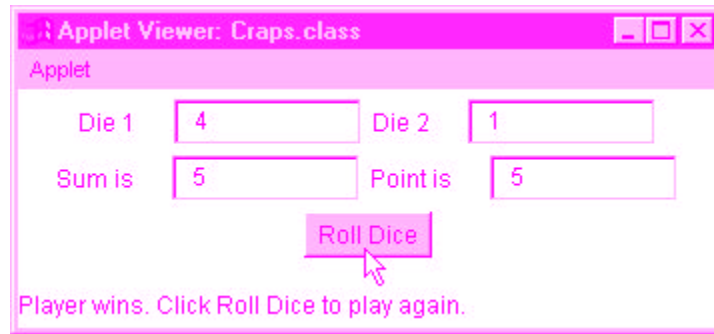 Applet Viewer: Craps.class
Applet
Die 1 4 Die 2 1
Sum is 5 Point is 5
Roll Dice
Player wins. Click Roll Dice to play again.